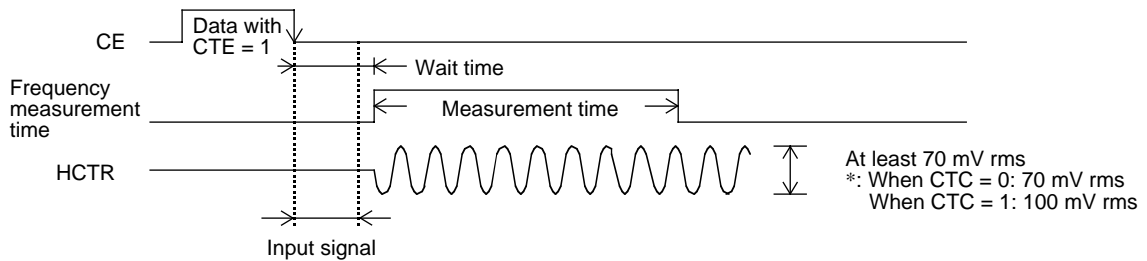 CE
Data with
CTE = 1
Wait time
Frequency
measurement
time
Measurement time
HCTR
At least 70 mV rms
*: When CTC = 0: 70 mV rms
When CTC = 1: 100 mV rms
Input signal